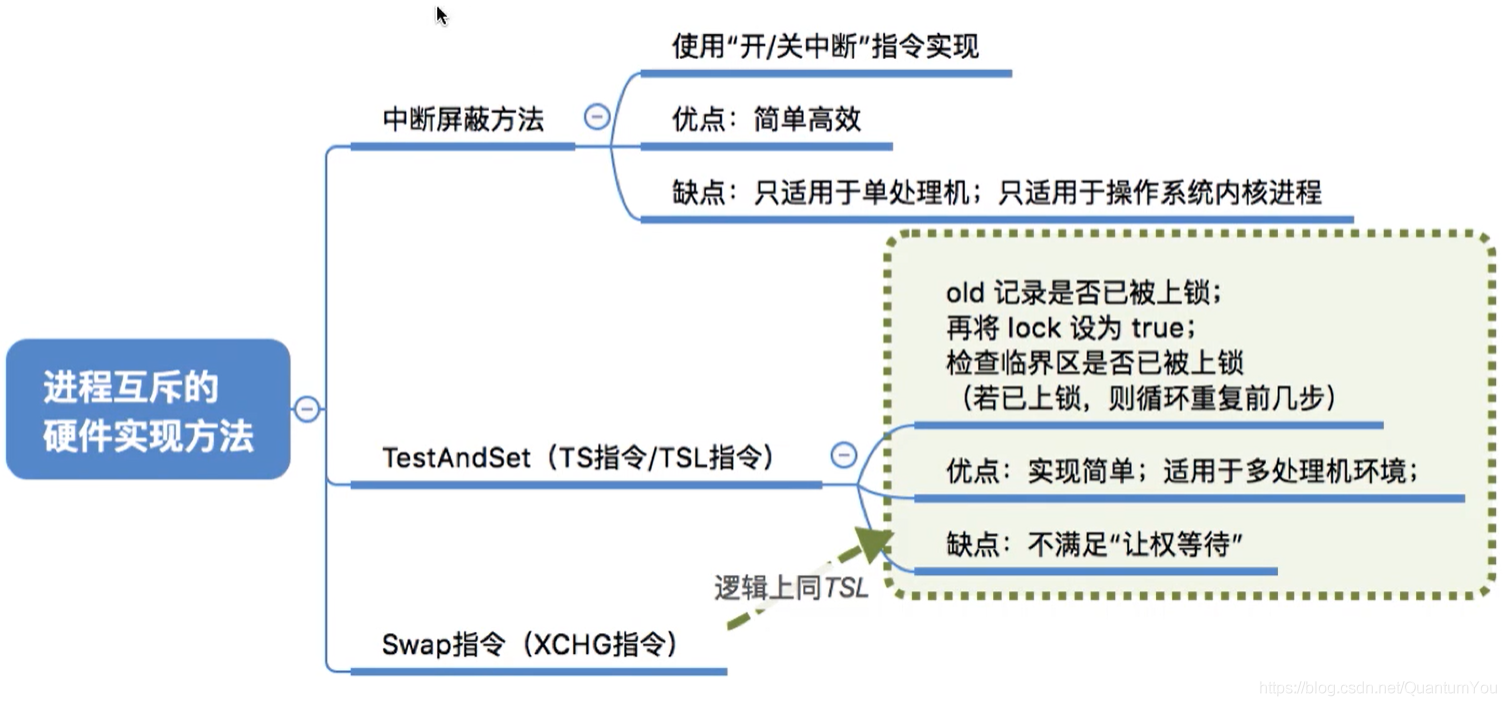 使用“开/关中断”指令实现
中断屏蔽方法
优点：简单高效
缺点：只适用于单处理机；只适用于操作系统内核进程
进程互斥的
硬件实现方法
TestAndSet（TS指令/TSL指令）
old 记录是否已被上锁；
再将 lock 设为 true；
检查临界区是否已被上锁
（若已上锁，则循环重复前几步）
优点：实现简单；适用于多处理机环境；
缺点：不满足“让权等待”
逻辑上同TSL
Swap指令（XCHG指令）
https://blog.csdn.net/QuantumYou